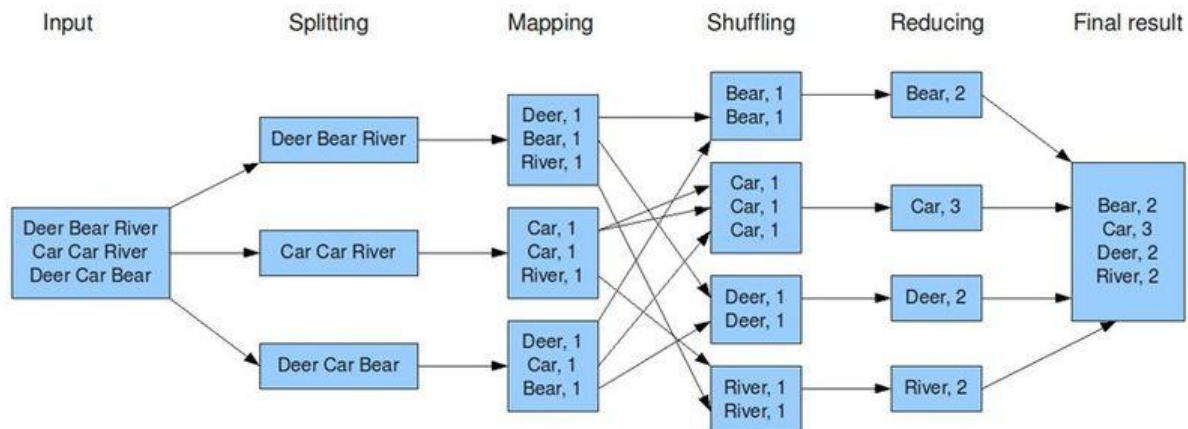 Input
Splitting
Mapping
Shuffling
Reducing
Final result
Deer Bear River
Car Car River
Deer Car Bear
Deer Bear River
Car Car River
Deer Car Bear
Deer, 1
Bear, 1
River, 1
Car, 1
Car, 1
River, 1
Deer, 1
Car, 1
Bear, 1
Bear, 1
Bear, 1
Car, 1
Car, 1
Car, 1
Deer, 1
Deer, 1
River, 1
River, 1
Bear, 2
Car, 3
Deer, 2
River, 2
Bear, 2
Car, 3
Deer, 2
River, 2